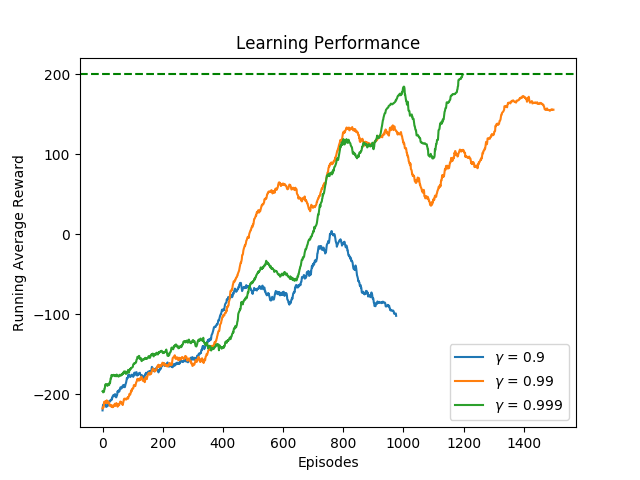 Learning Performance
Running Average Reward
200
100
0
−100
−200
0 200 400 600 800 1000 1200 1400
Episodes
γ = 0.9
γ = 0.99
γ = 0.999